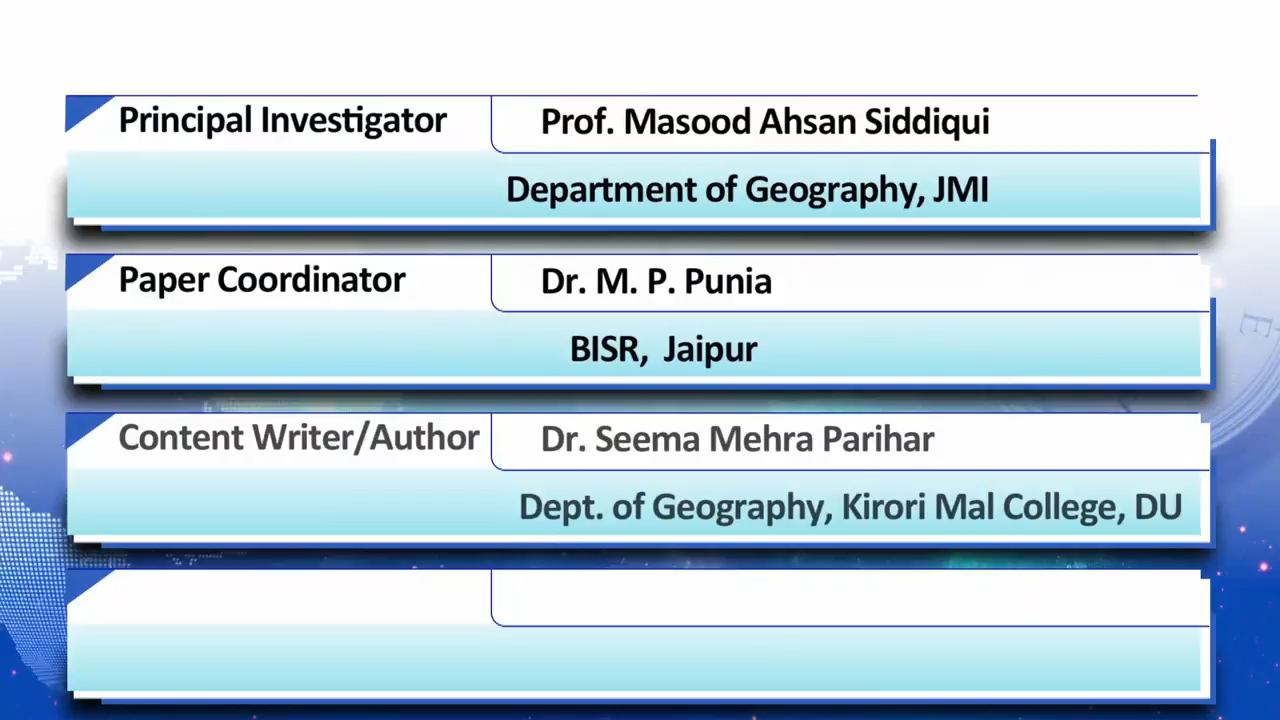 Principal Investigator Prof. Masood Ahsan Siddiqui
Department of Geography, JMI
Paper Coordinator Dr. M. P. Punia
BISR, Jaipur
Content Writer/Author Dr. Seema Mehra Parihar
Dept. of Geography, Kirori Mal College, DU
E